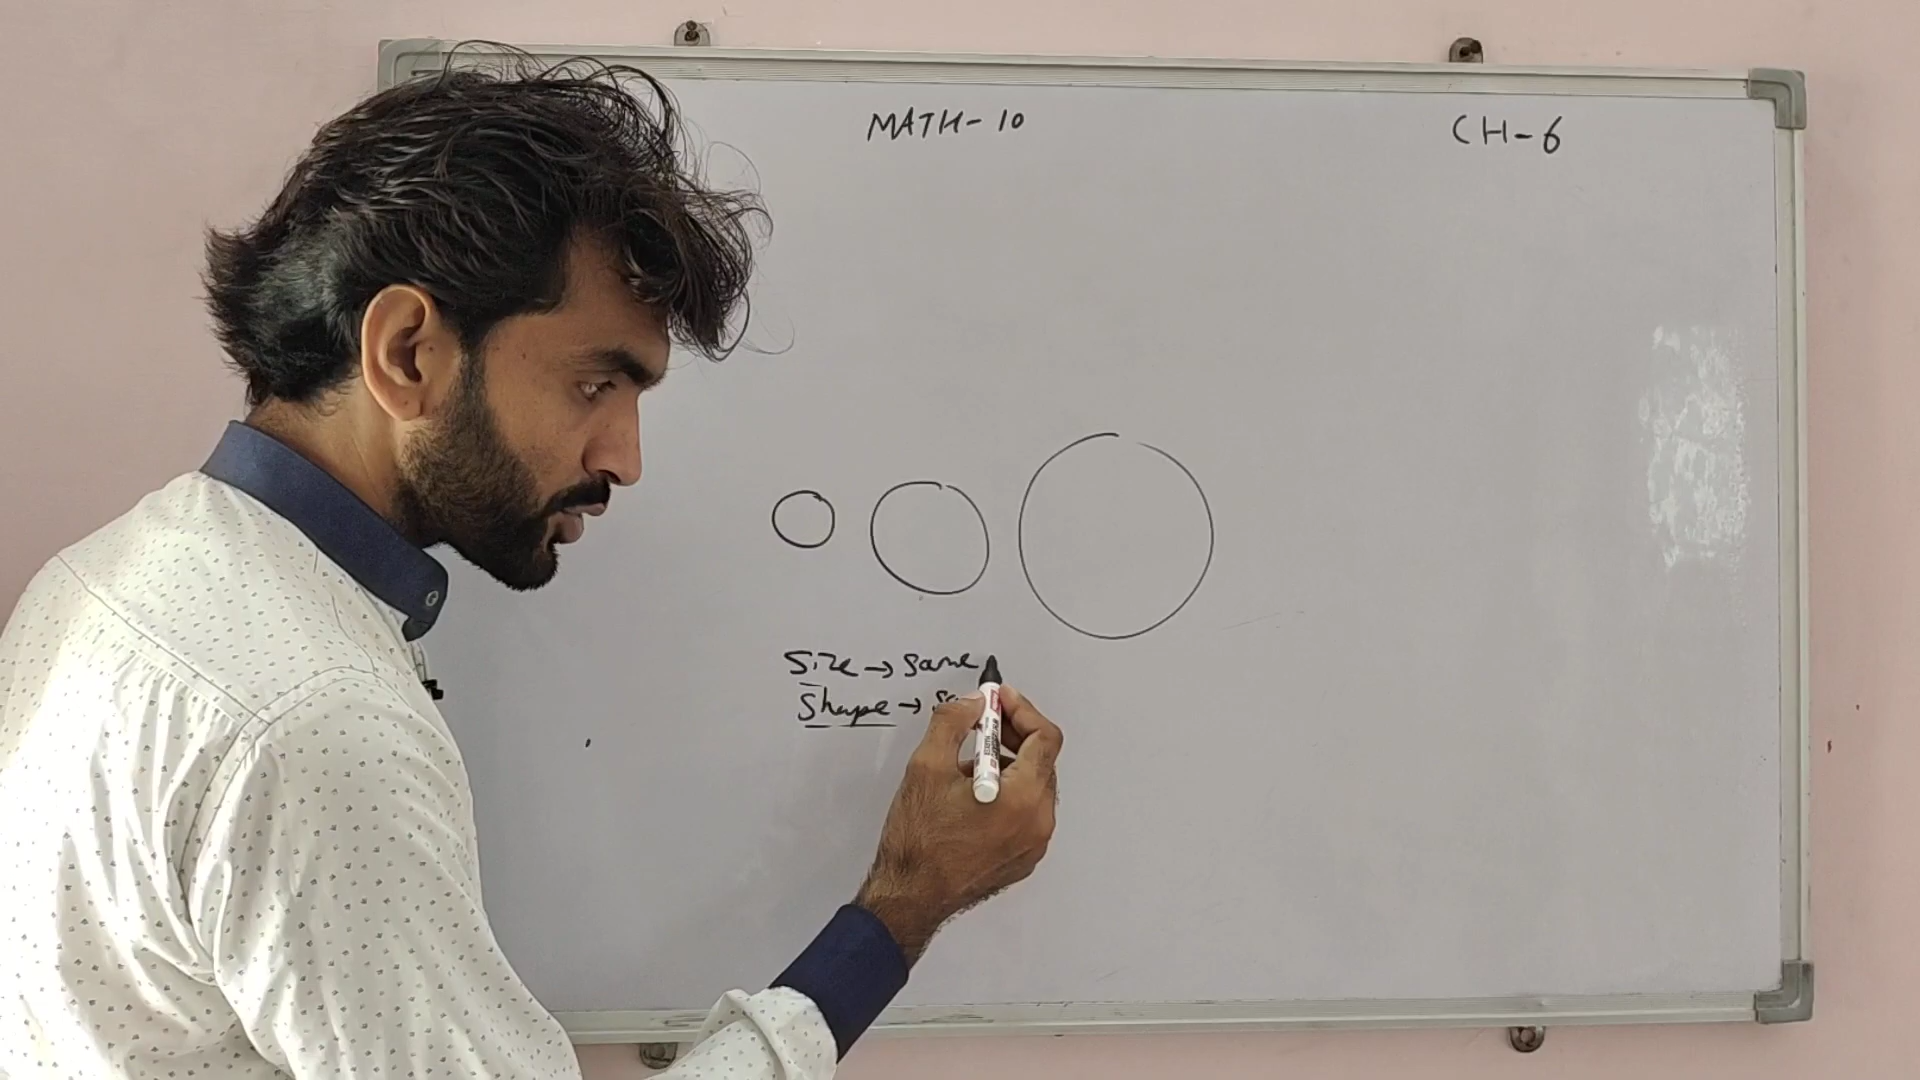 MATH-10
CH-6
Size → same
Shape →